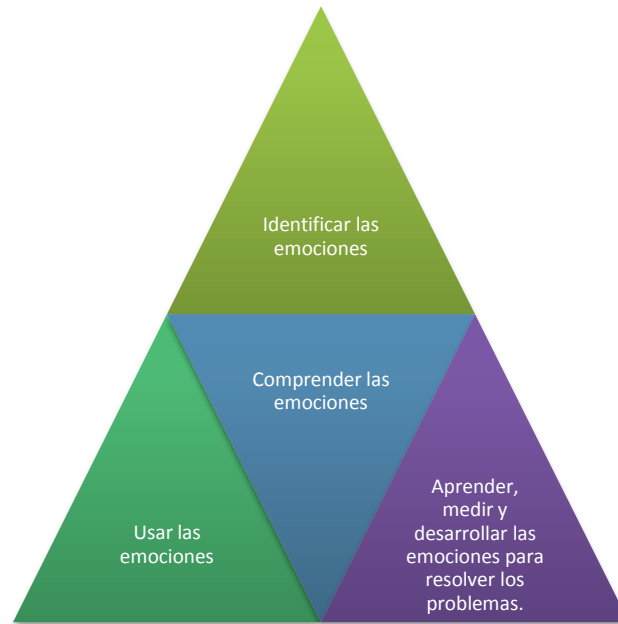 Identificar las
emociones
Comprender las
emociones
Usar las
emociones
Aprender,
medir y
desarrollar las
emociones para
resolver los
problemas.